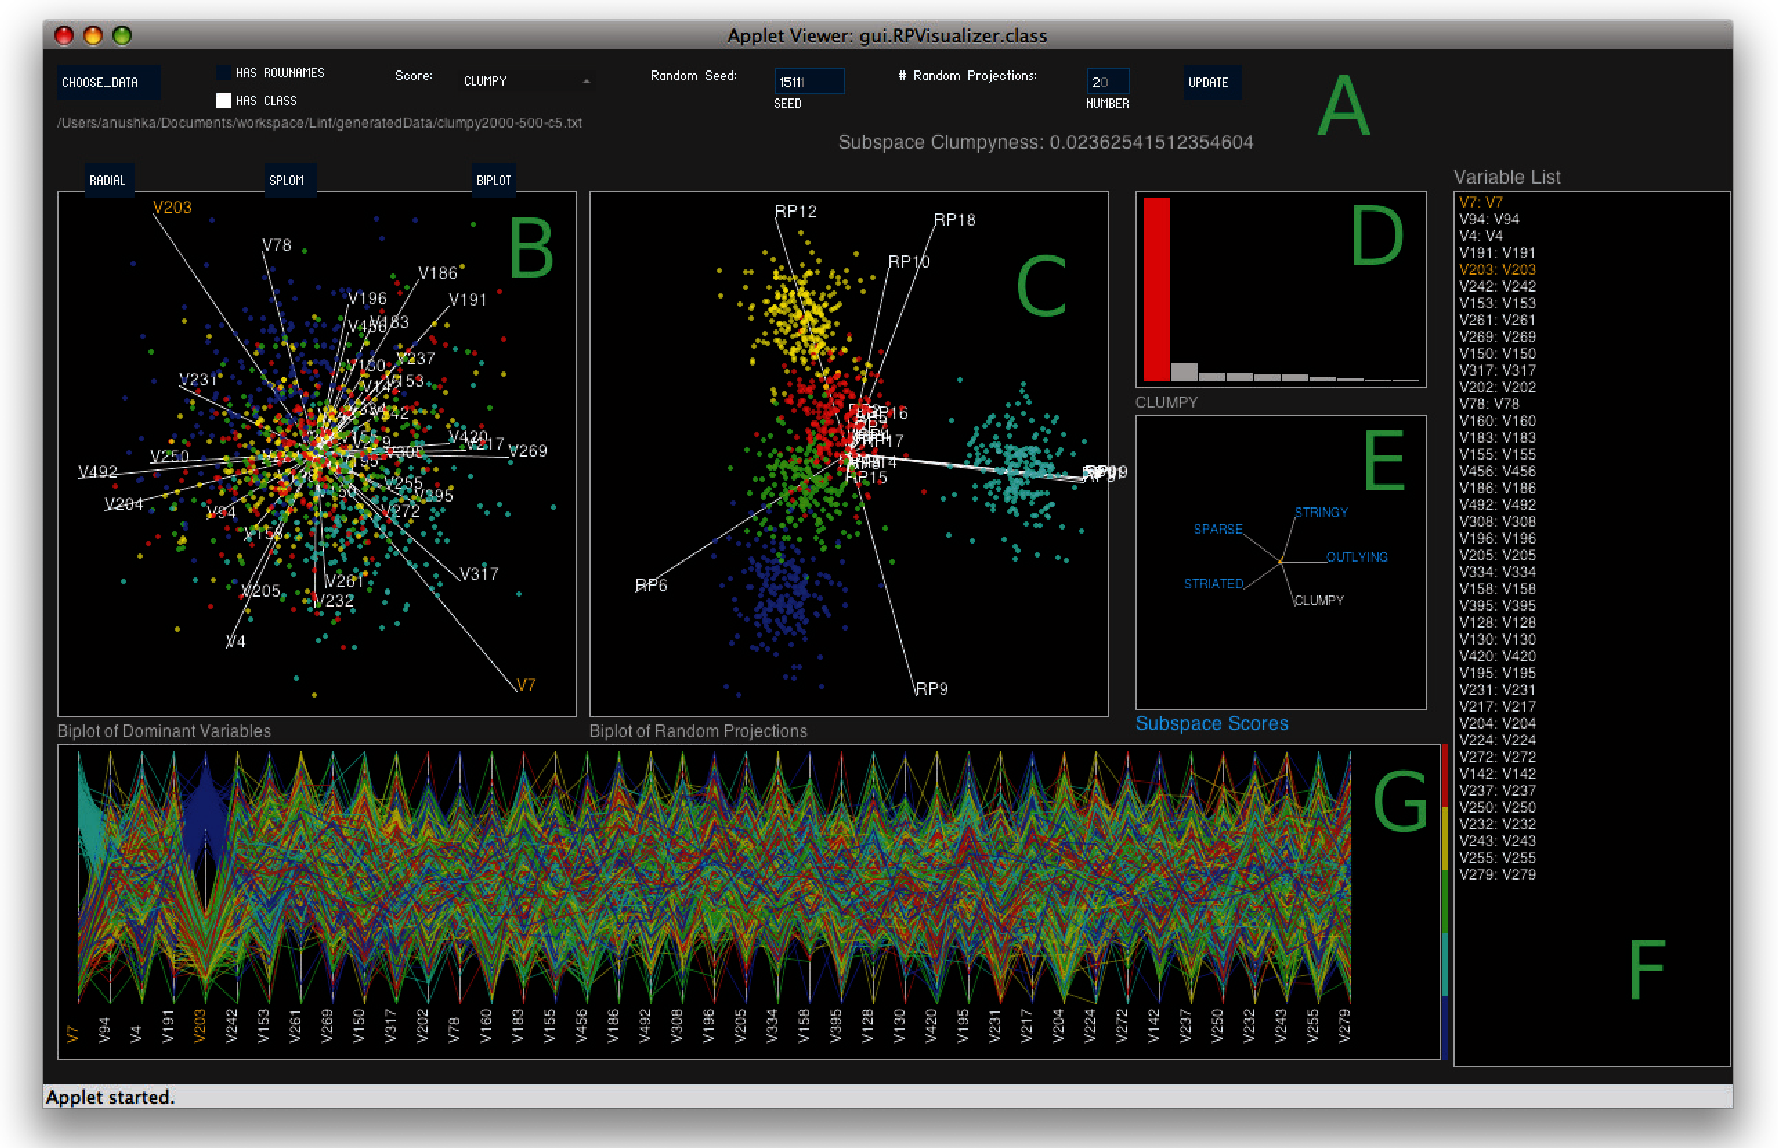 Applet Viewer: gui.RPVisualizer.class
CHOOSE_DATA
HAS ROWNAMES
HAS CLASS
Score:
CLUMPY
Random Seed:
15111
SEED
# Random Projections:
20
NUMBER
UPDATE
A
/Users/anushka/Documents/workspace/Lint/generatedData/clumpy2000-500-c5.txt
Subspace Clumpyness: 0.02362541512354604
RADIAL
SPLOM
BIPLOT
B
V203
V78
V186
V196
V191
V237
V153
V231
V420
V217
V269
V250
V492
V204
V94
V255
V395
V272
V317
V205
V261
V232
V4
V7
Biplot of Dominant Variables
C
RP12
RP18
RP10
RP16
RP15
RP6
RP9
Biplot of Random Projections
D
CLUMPY
E
STRINGY
SPARSE
OUTLYING
STRIATED
CLUMPY
Subspace Scores
Variable List
V7: V7
V94: V94
V4: V4
V191: V191
V203: V203
V242: V242
V153: V153
V261: V261
V269: V269
V150: V150
V317: V317
V202: V202
V78: V78
V160: V160
V183: V183
V155: V155
V456: V456
V186: V186
V492: V492
V308: V308
V196: V196
V205: V205
V334: V334
V158: V158
V395: V395
V128: V128
V130: V130
V420: V420
V195: V195
V231: V231
V217: V217
V204: V204
V224: V224
V272: V272
V142: V142
V237: V237
V250: V250
V232: V232
V243: V243
V255: V255
V279: V279
F
G
V7
V94
V4
V191
V203
V242
V153
V261
V269
V150
V317
V202
V78
V160
V183
V155
V456
V186
V492
V308
V196
V205
V334
V158
V395
V128
V130
V420
V195
V231
V217
V204
V224
V272
V142
V237
V250
V232
V243
V255
V279
Applet started.